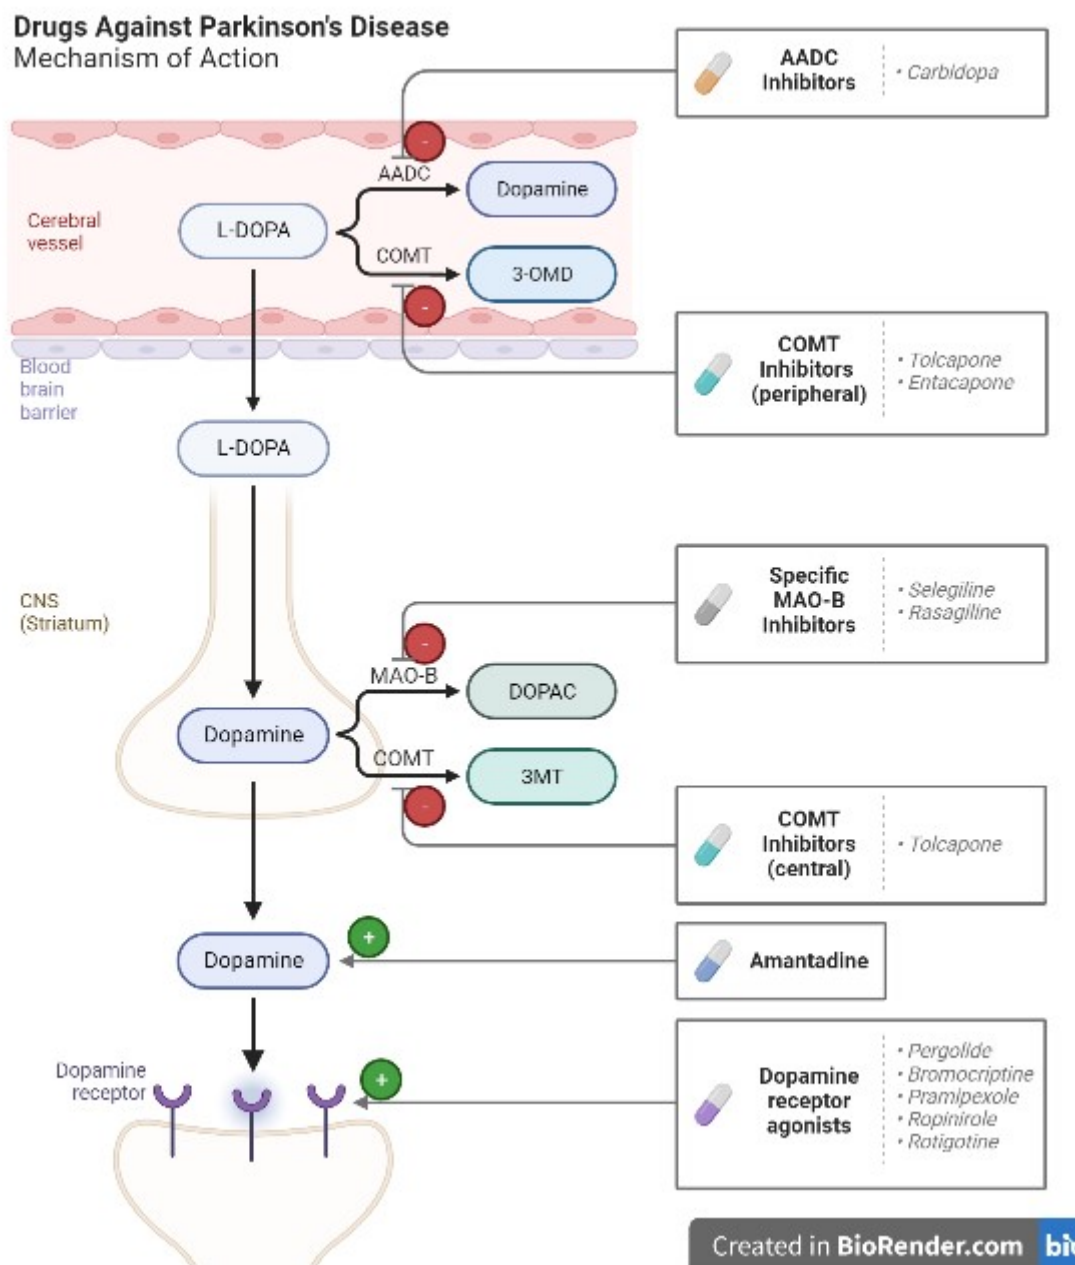 Drugs Against Parkinson's Disease
Mechanism of Action
AADC
Inhibitors
• Carbidopa
-
AADC
Dopamine
Cerebral
vessel
L-DOPA
COMT
3-OMD
-
Blood
brain
barrier
COMT
Inhibitors
(peripheral)
• Tolcapone
• Entacapone
L-DOPA
CNS
(Striatum)
Specific
MAO-B
Inhibitors
• Selegiline
• Rasagiline
-
MAO-B
DOPAC
Dopamine
COMT
3MT
-
COMT
Inhibitors
(central)
• Tolcapone
Dopamine
+
Amantadine
Dopamine
receptor
+
Dopamine
receptor
agonists
• Pergolide
• Bromocriptine
• Pramipexole
• Ropinirole
• Rotigotine
Created in BioRender.com